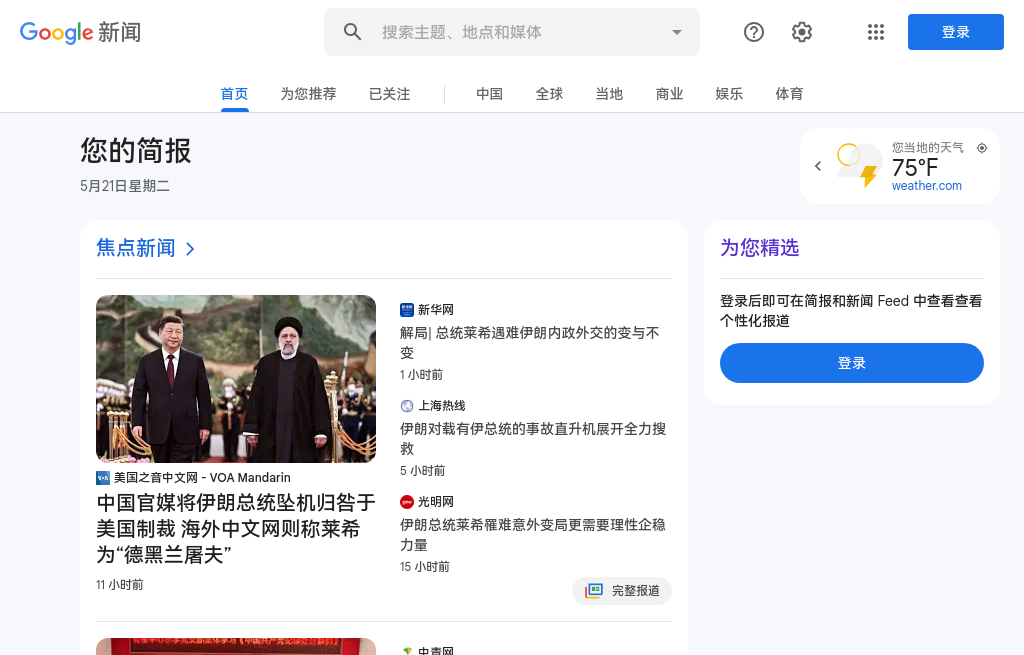 Google 新闻
搜索主题、地点和媒体
登录
首页
为您推荐
已关注
中国
全球
当地
商业
娱乐
体育
您的简报
5月21日星期二
您当地的天气
75°F
weather.com
焦点新闻
美国之音中文网 - VOA Mandarin
中国官媒将伊朗总统坠机归咎于
美国制裁 海外中文网则称莱希
为“德黑兰屠夫”
11 小时前
新华网
解局| 总统莱希遇难伊朗内政外交的变与不
变
1 小时前
上海热线
伊朗对载有伊总统的事故直升机展开全力搜
救
5 小时前
光明网
伊朗总统莱希罹难意外变局更需要理性企稳
力量
15 小时前
完整报道
中青网
为您精选
登录后即可在简报和新闻 Feed 中查看查看
个性化报道
登录